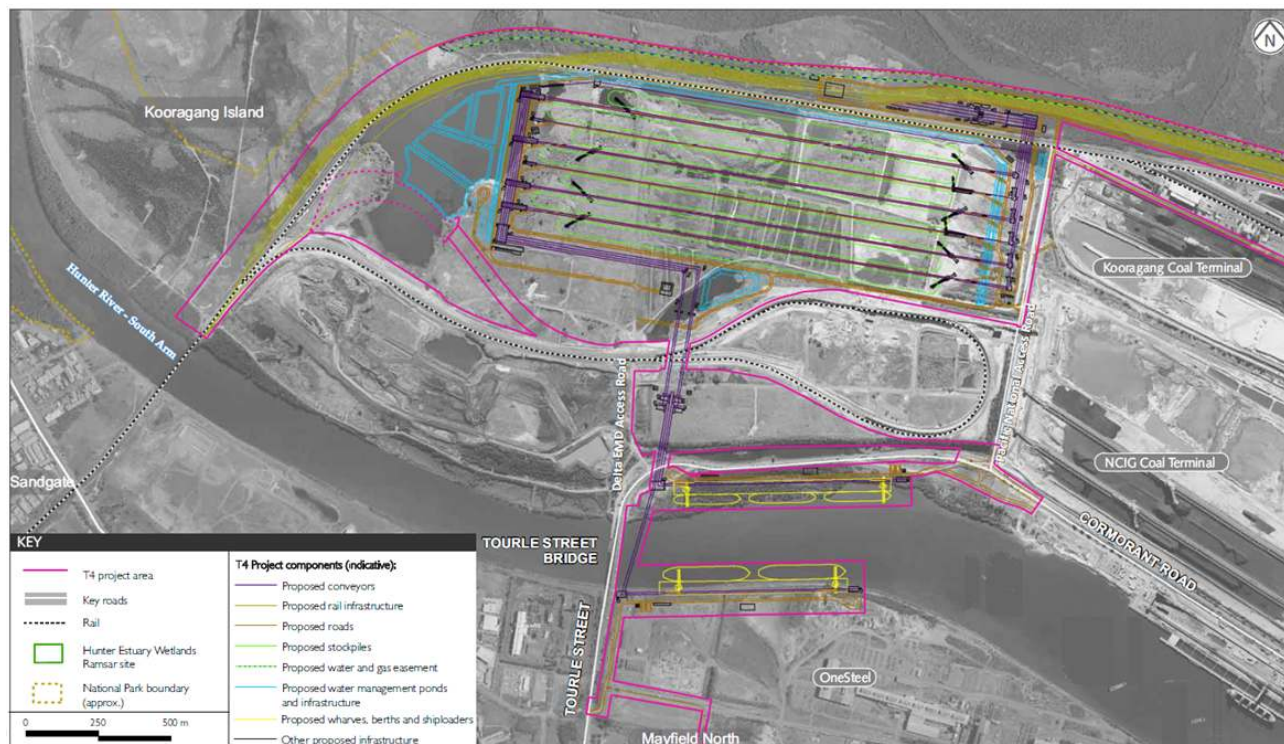 N
Kooragang Island
Hunter River - South Arm
Kooragang Coal Terminal
Pacific National Access Road
Delta EMD Access Road
NCIG Coal Terminal
Sandgate
CORMORANT ROAD
TOURLE STREET
BRIDGE
TOURLE STREET
OneSteel
Mayfield North
KEY
T4 project area
Key roads
Rail
Hunter Estuary Wetlands
Ramsar site
National Park boundary
(approx.)
0 250 500 m
T4 Project components (indicative):
Proposed conveyors
Proposed rail infrastructure
Proposed roads
Proposed stockpiles
Proposed water and gas easement
Proposed water management ponds
and infrastructure
Proposed wharves, berths and shiploaders
Other proposed infrastructure